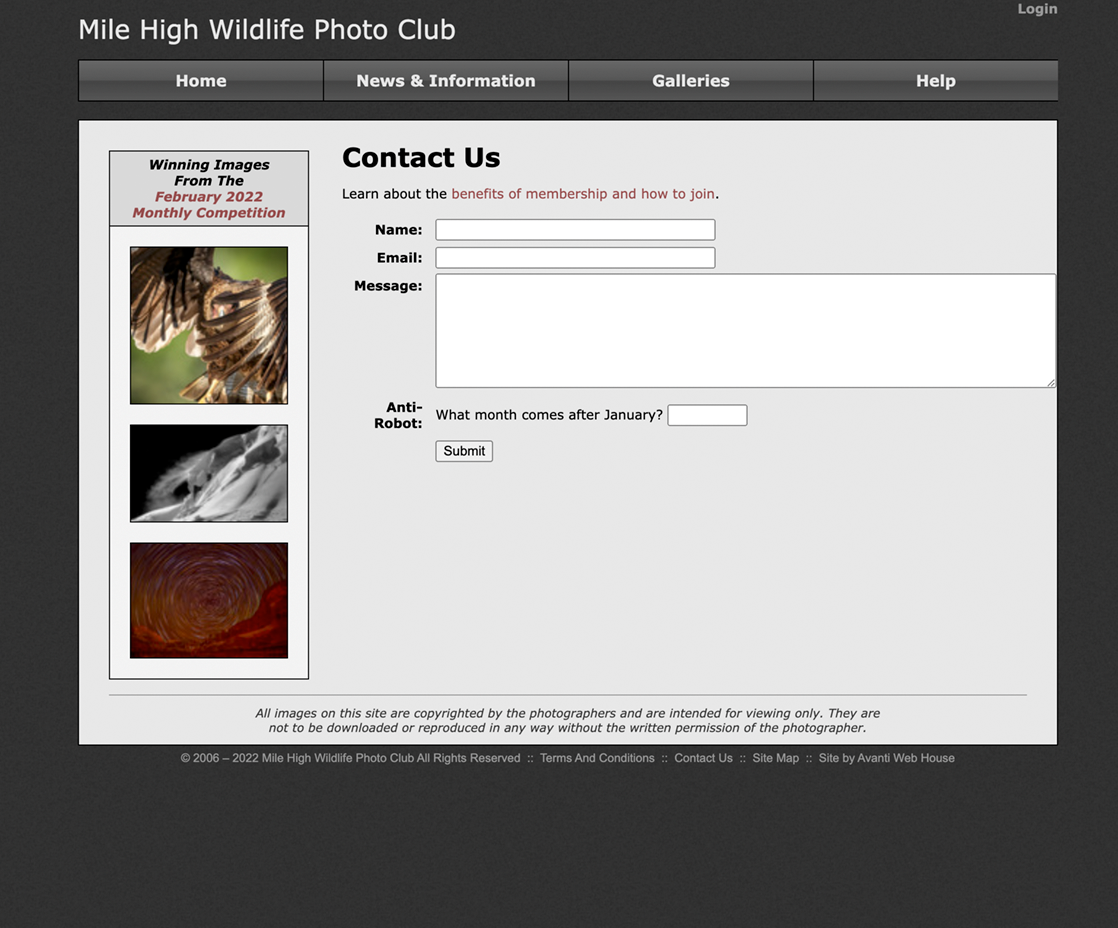 Login
Mile High Wildlife Photo Club
Home
News & Information
Galleries
Help
Winning Images
From The
February 2022
Monthly Competition
Contact Us
Learn about the benefits of membership and how to join.
Name:
Email:
Message:
Anti-
Robot:
What month comes after January?
Submit
All images on this site are copyrighted by the photographers and are intended for viewing only. They are
not to be downloaded or reproduced in any way without the written permission of the photographer.
© 2006 – 2022 Mile High Wildlife Photo Club All Rights Reserved :: Terms And Conditions :: Contact Us :: Site Map :: Site by Avanti Web House